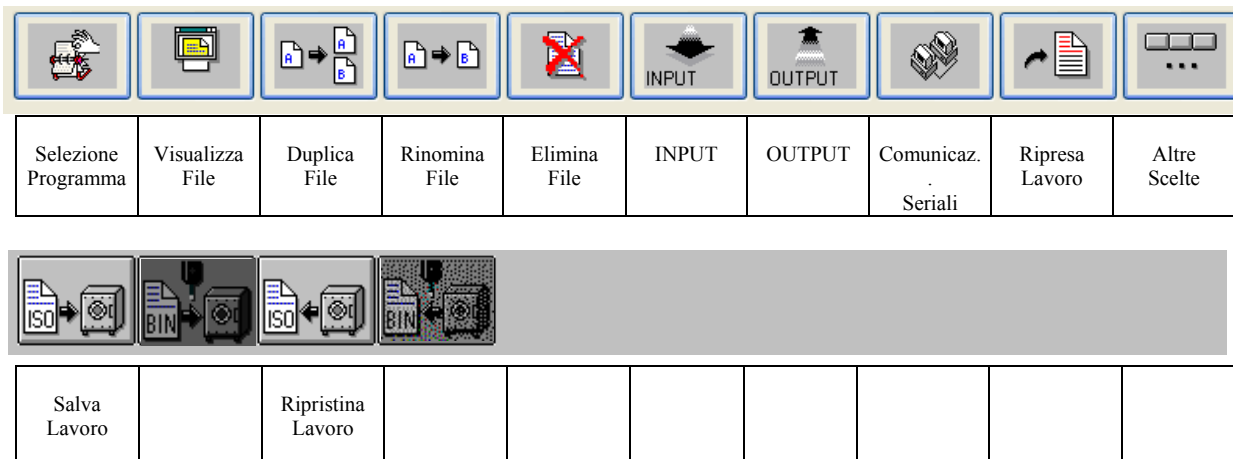 A
A
B
A
B
INPUT
OUTPUT
...
Selezione
Programma
Visualizza
File
Duplica
File
Rinomina
File
Elimina
File
INPUT
OUTPUT
Comunicaz.
.
Seriali
Ripresa
Lavoro
Altre
Scelte
ISO
BIN
ISO
BIN
Salva
Lavoro
Ripristina
Lavoro